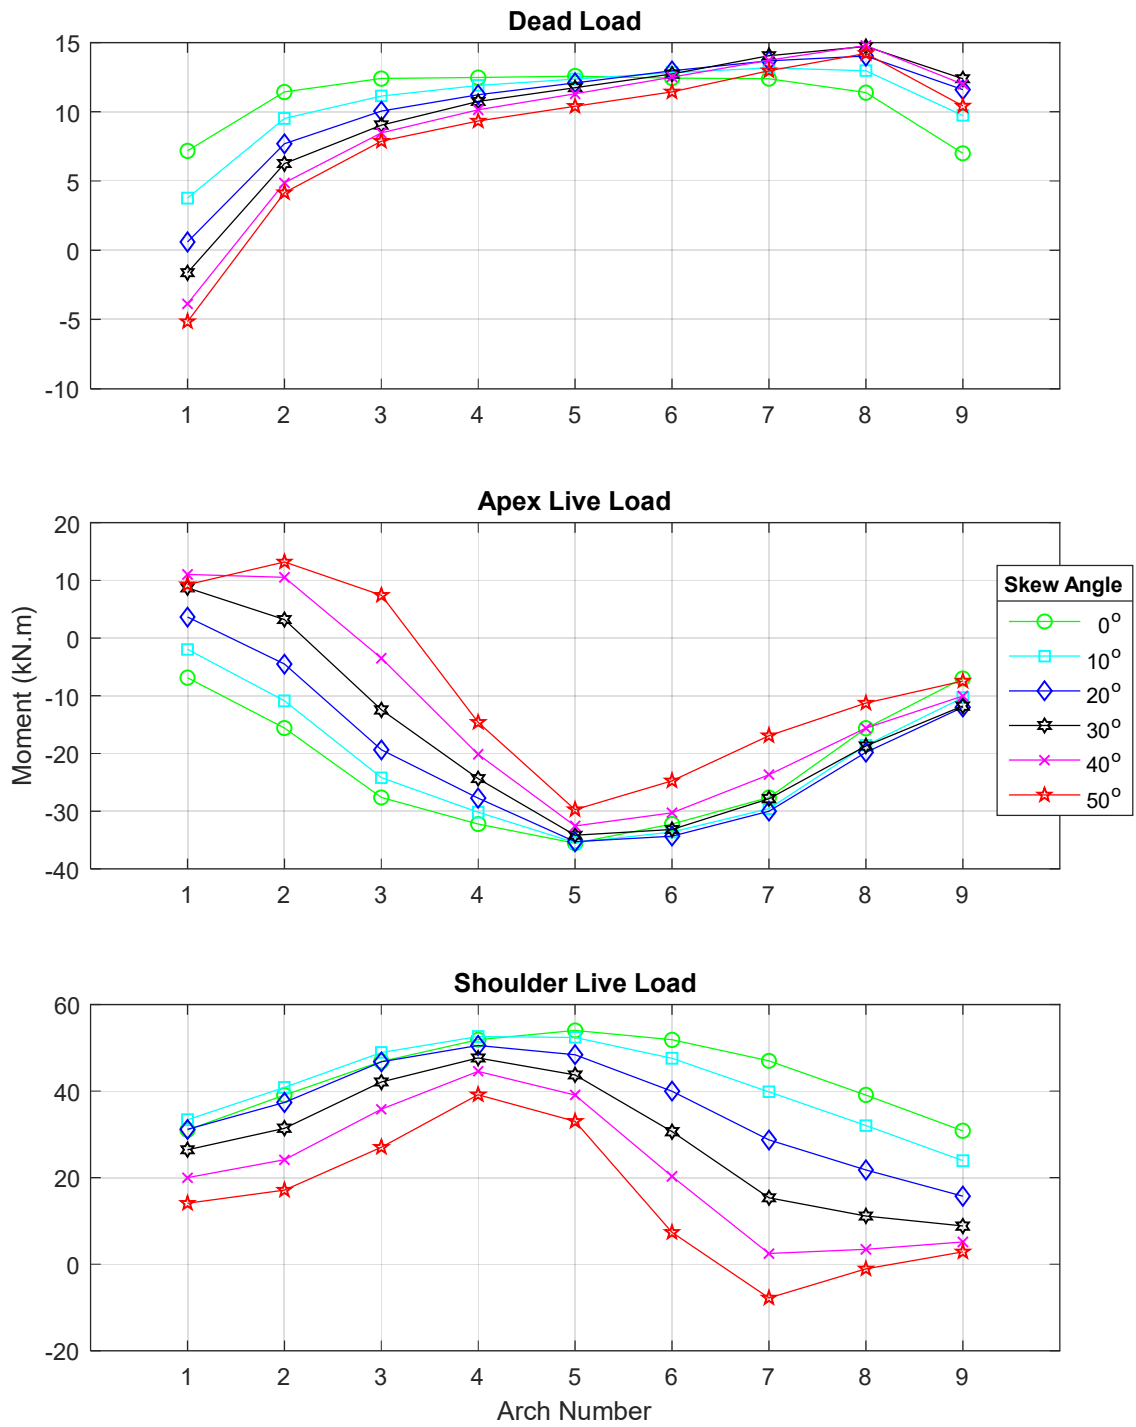 Dead Load
15
10
5
0
-5
-10
1 2 3 4 5 6 7 8 9
Apex Live Load
20
10
0
-10
-20
-30
-40
1 2 3 4 5 6 7 8 9
Moment (kN.m)
Skew Angle
0°
10°
20°
30°
40°
50°
Shoulder Live Load
60
40
20
0
-20
1 2 3 4 5 6 7 8 9
Arch Number